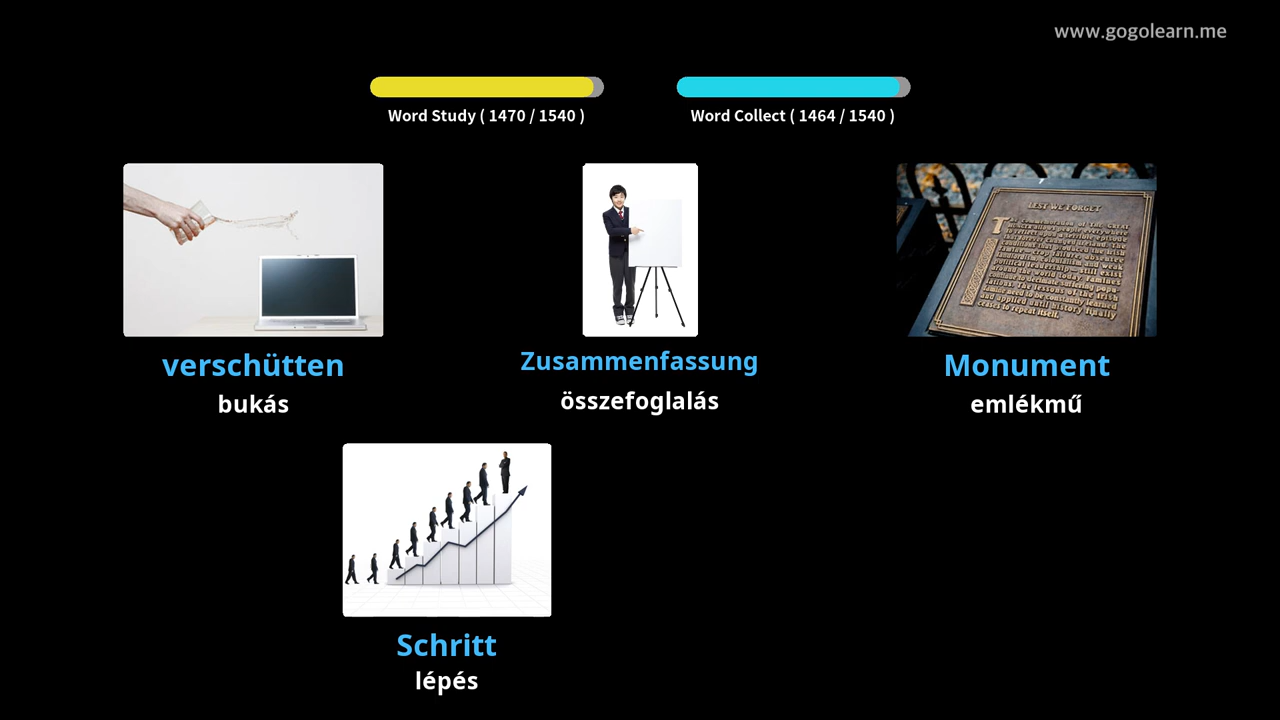 www.gogolearn.me
Word Study ( 1470 / 1540 )
Word Collect ( 1464 / 1540 )
LEST WE FORGET
verschütten
bukás
Zusammenfassung
összefoglalás
Monument
emlékmű
Schritt
lépés